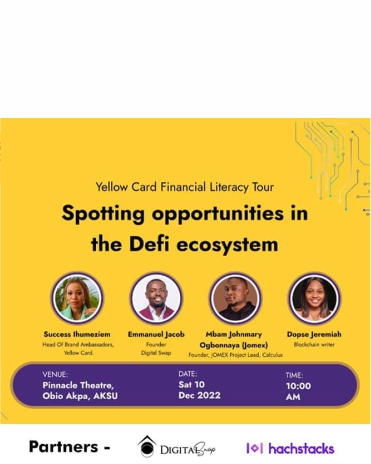 Yellow Card Financial Literacy Tour
Spotting opportunities in
the Defi ecosystem
Success Ihumeziem
Head Of Brand Ambassadors,
Yellow Card.
Emmanuel Jacob
Founder
Digital Swap
Mbam Johnmary
Ogbonnaya (Jomex)
Founder, JOMEX Project Lead, Calculus
Dopse Jeremiah
Blockchain writer
VENUE:
Pinnacle Theatre,
Obio Akpa, AKSU
DATE:
Sat 10
Dec 2022
TIME:
10:00
AM
Partners -
DIGITALSwap
hachstacks